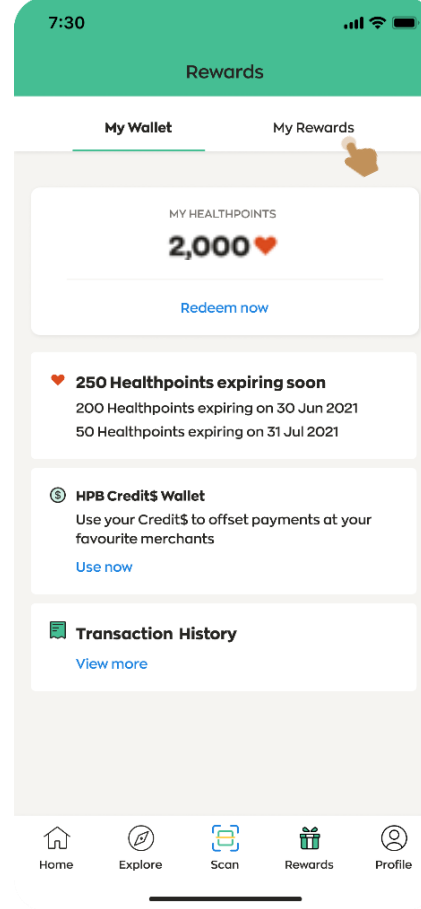 7:30
Rewards
My Wallet
My Rewards
MY HEALTHPOINTS
2,000
Redeem now
250 Healthpoints expiring soon
200 Healthpoints expiring on 30 Jun 2021
50 Healthpoints expiring on 31 Jul 2021
$
HPB Credit$ Wallet
Use your Credit$ to offset payments at your
favourite merchants
Use now
Transaction History
View more
Home
Explore
Scan
Rewards
Profile